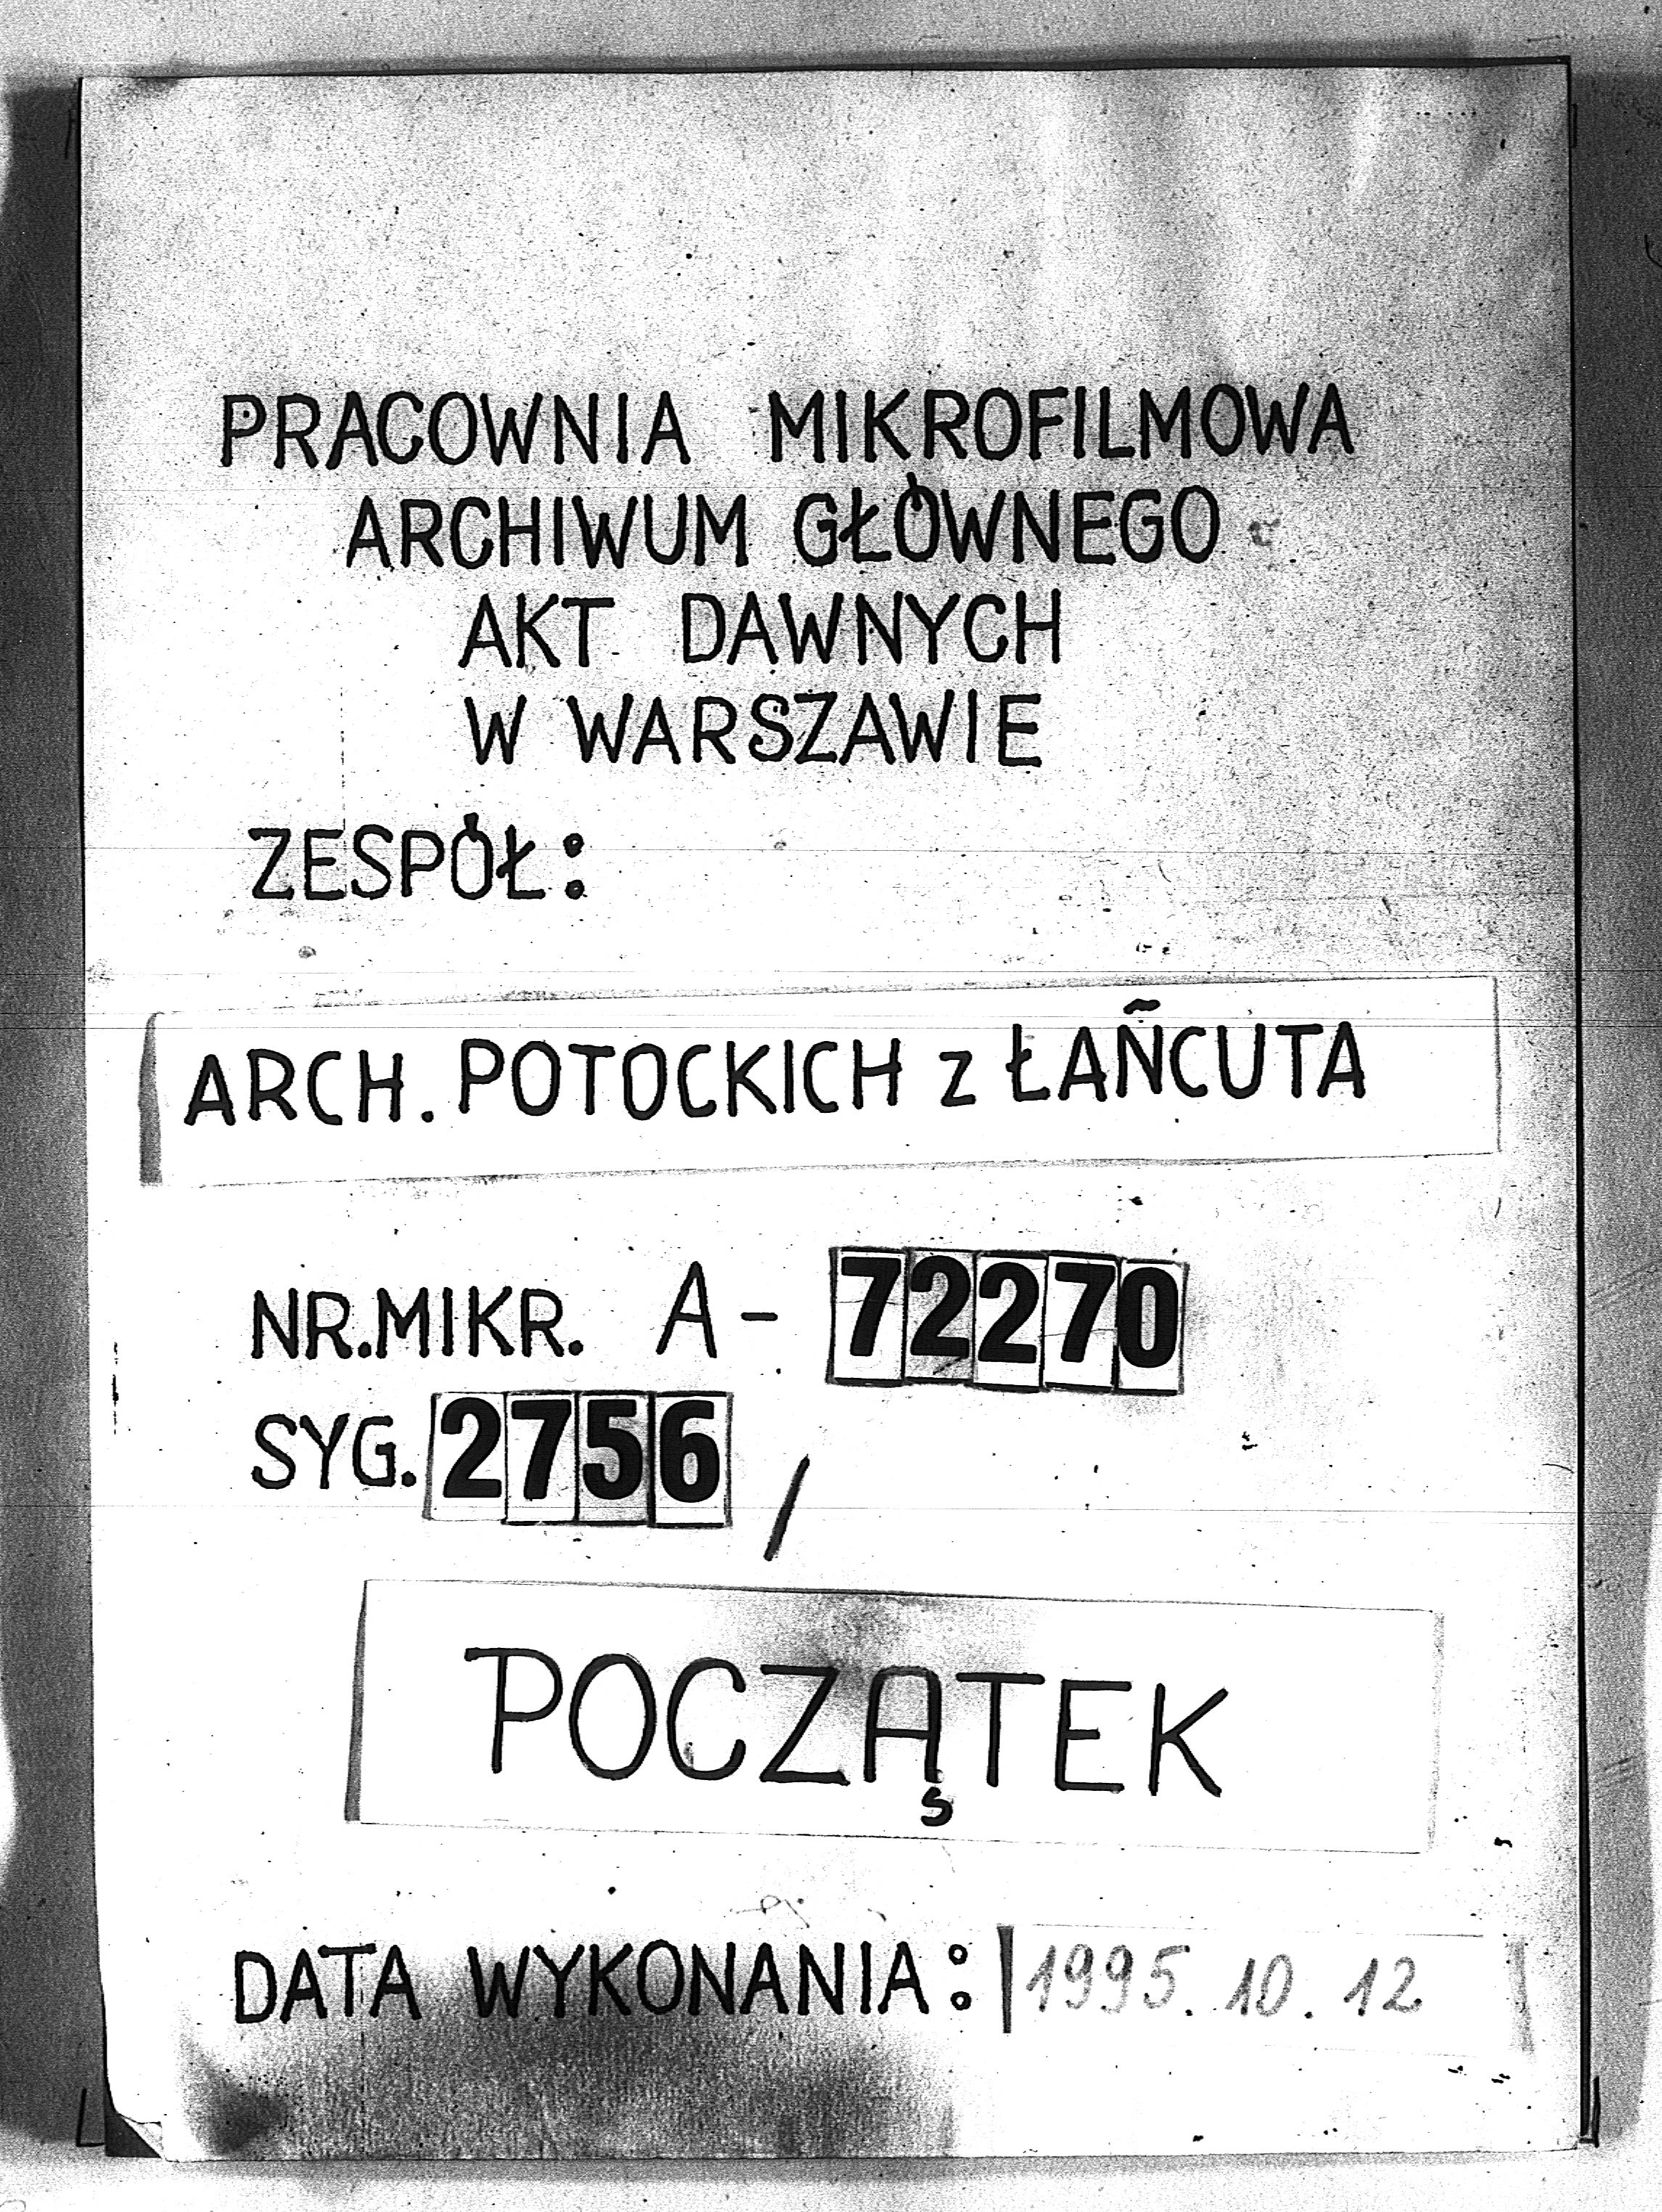 PRACOWNIA MIKROFILMOWA
ARCHIWUM GŁÓWNEGO
AKT DAWNYCH
W WARSZAWIE
ZESPÓŁ:
ARCH. POTOCKICH z ŁAŃCUTA
NR.MIKR. A- 72270
SYG. 2756 /
POCZĄTEK
DATA WYKONANIA: 1995.10.12